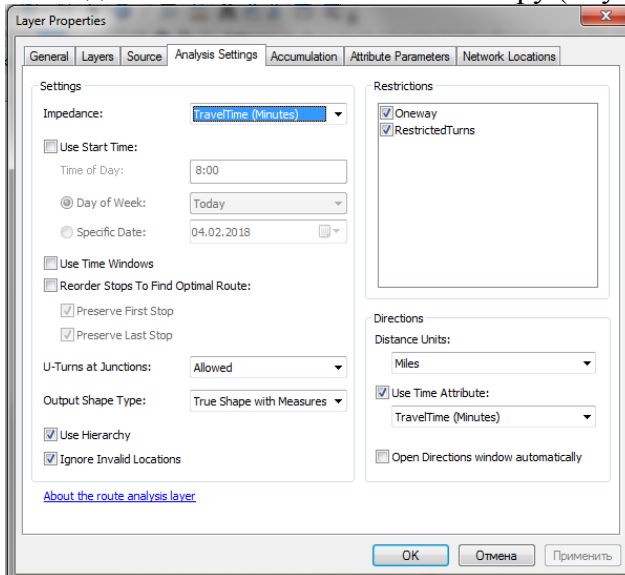 Layer Properties
General Layers Source Analysis Settings Accumulation Attribute Parameters Network Locations
Settings
Impedance: TravelTime (Minutes)
Use Start Time:
Time of Day: 8:00
Day of Week: Today
Specific Date: 04.02.2018
Use Time Windows
Reorder Stops To Find Optimal Route:
Preserve First Stop
Preserve Last Stop
U-Turns at Junctions: Allowed
Output Shape Type: True Shape with Measures
Use Hierarchy
Ignore Invalid Locations
Restrictions
Oneway
RestrictedTurns
Directions
Distance Units:
Miles
Use Time Attribute:
TravelTime (Minutes)
Open Directions window automatically
About the route analysis layer
OK Отмена Применить